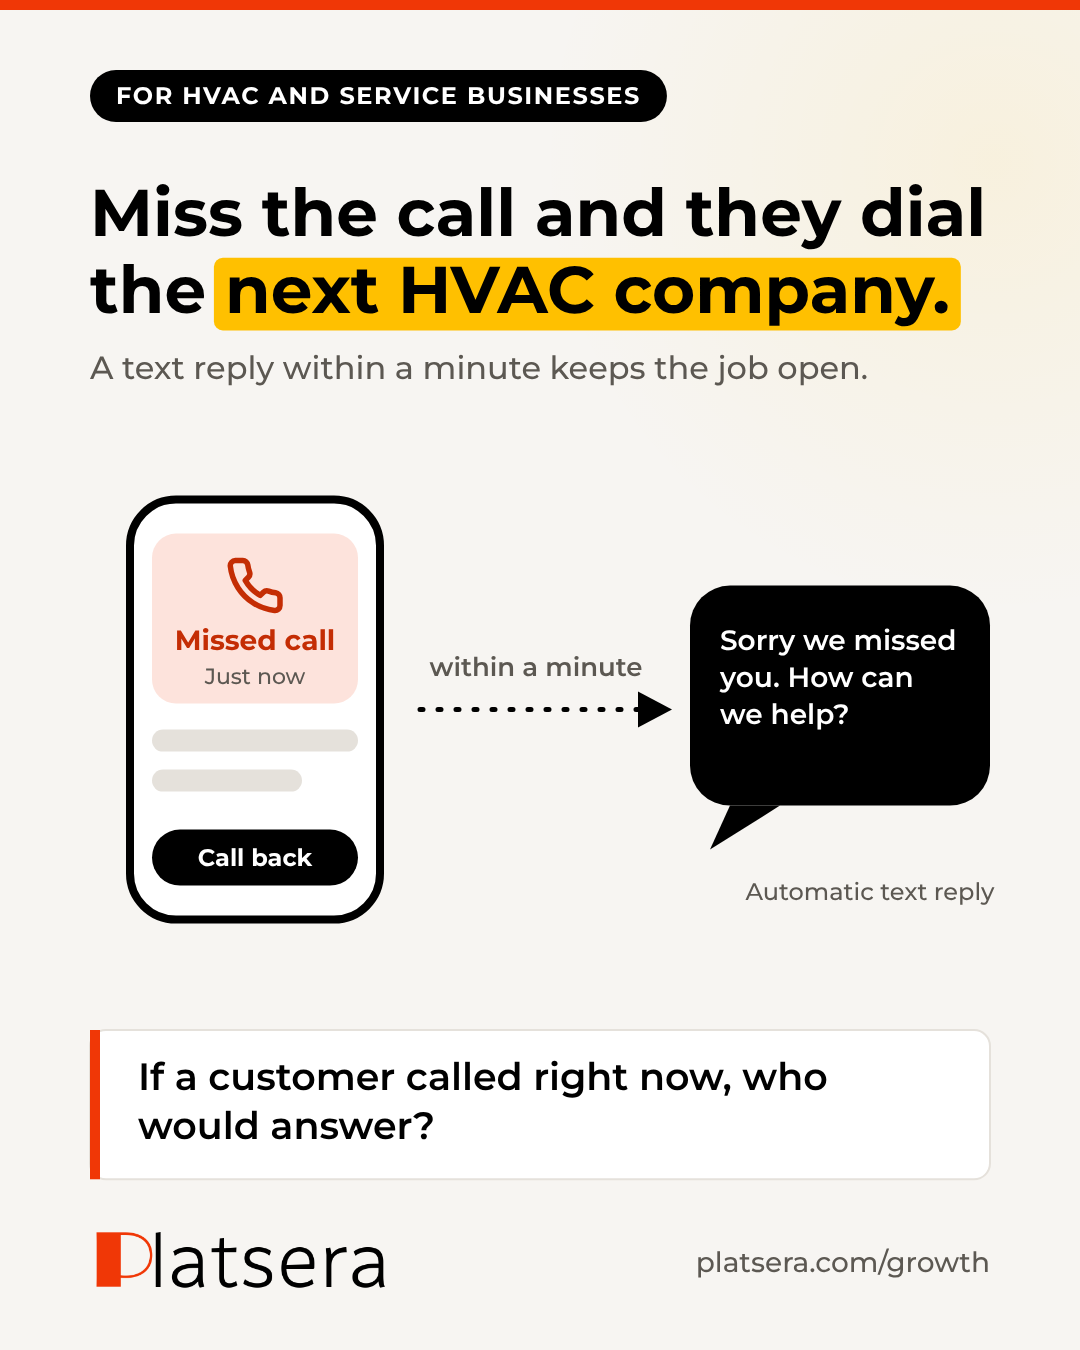 FOR HVAC AND SERVICE BUSINESSES
Miss the call and they dial
the next HVAC company.
A text reply within a minute keeps the job open.
Missed call
Just now
Call back
within a minute
Sorry we missed
you. How can
we help?
Automatic text reply
If a customer called right now, who
would answer?
Platsera
platsera.com/growth